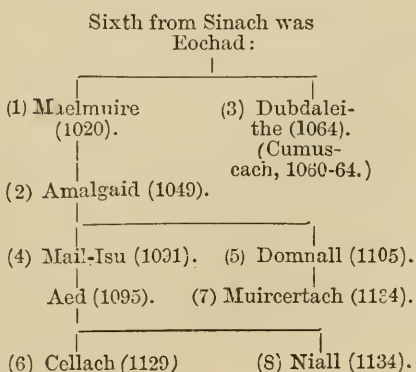 Sixth from Sinach was
Eochad:
(1) Maelmuire (3) Dubdalei-
(1020). the (1064).
(Cumus-
cach, 1060-64.)
(2) Amalgaid (1049).
(4) Mail-Isu (1091). (5) Domnall (1105).
Aed (1095). (7) Muircertach (1134).
(6) Cellach (1129) (8) Niall (1134).